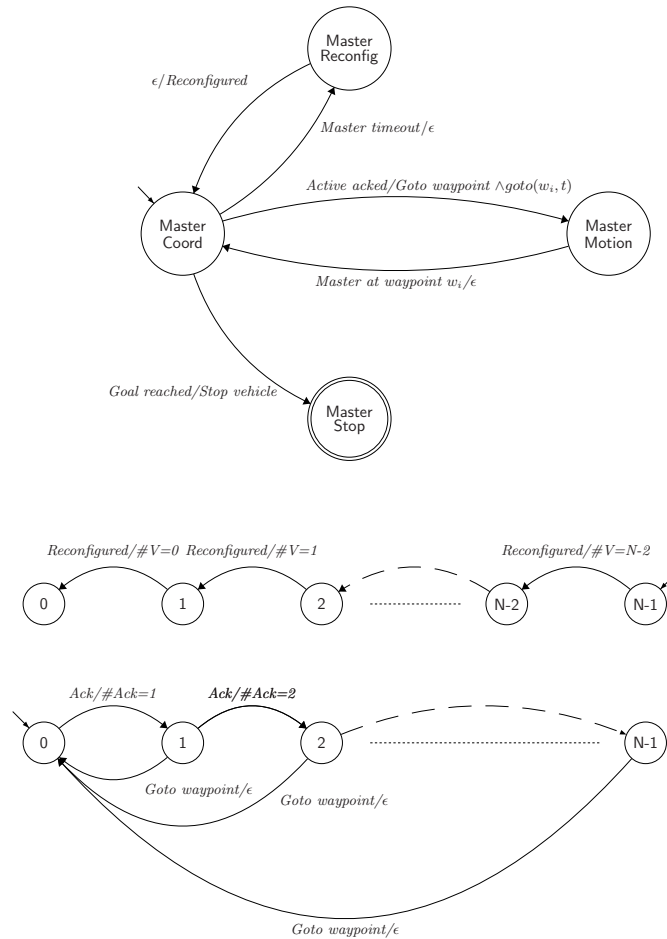 Master
Reconfig
ϵ/Reconfigured
Master timeout/ϵ
Active acked/Goto waypoint ∧goto(wᵢ, t)
Master
Coord
Master
Motion
Master at waypoint wᵢ/ϵ
Goal reached/Stop vehicle
Master
Stop
Reconfigured/#V=0 Reconfigured/#V=1 Reconfigured/#V=N-2
0 1 2 N-2 N-1
Ack/#Ack=1 Ack/#Ack=2
0 1 2 N-1
Goto waypoint/ϵ
Goto waypoint/ϵ
Goto waypoint/ϵ